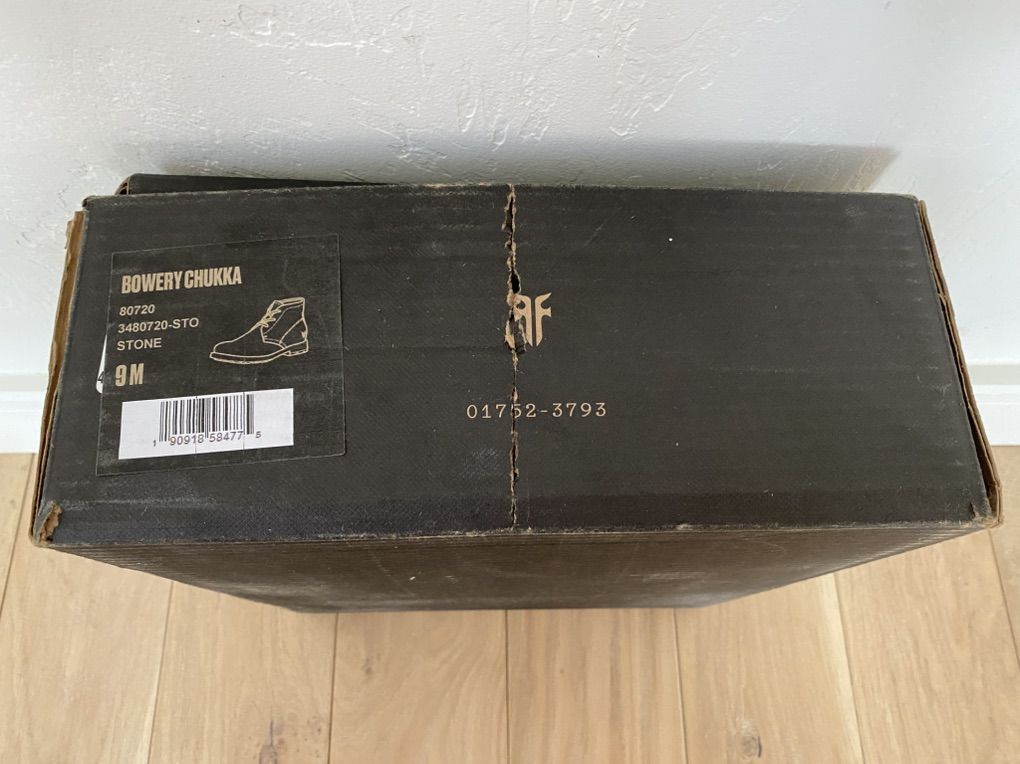 BOWERY CHUKKA
80720
3480720-STO
STONE
9 M
1 90918 58477 5
01752-3793